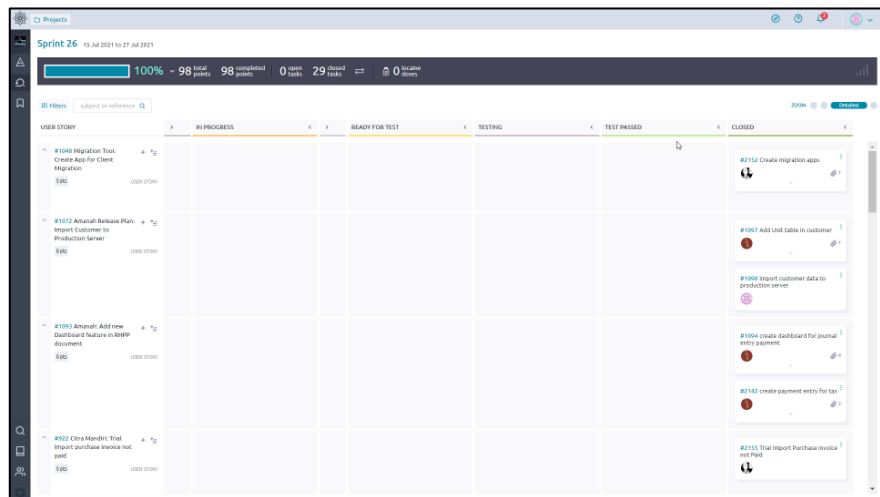 Projects
Sprint 26 15 Jul 2021 to 27 Jul 2021
100% 98 total points 98 completed points 0 open tasks 29 closed tasks 0 Iocaine doses
Filters subject or reference ZOOM: Detailed
USER STORY IN PROGRESS READY FOR TEST TESTING TEST PASSED CLOSED
#1048 Migration Tool:
Create App for Client
Migration
5 pts USER STORY
#2152 Create migration apps
1
#1072 Amanah Release Plan:
Import Customer to
Production Server
8 pts USER STORY
#1097 Add Unit table in customer
1
#1098 import customer data to
production server
#1093 Amanah: Add new
Dashboard feature in RHPP
document
8 pts USER STORY
#1094 create dashboard for journal
entry payment
4
#2142 create payment entry for tax
2
#922 Citra Mandiri: Trial
Import purchase invoice not
paid
5 pts USER STORY
#2155 Trial Import Purchase Invoice
not Paid